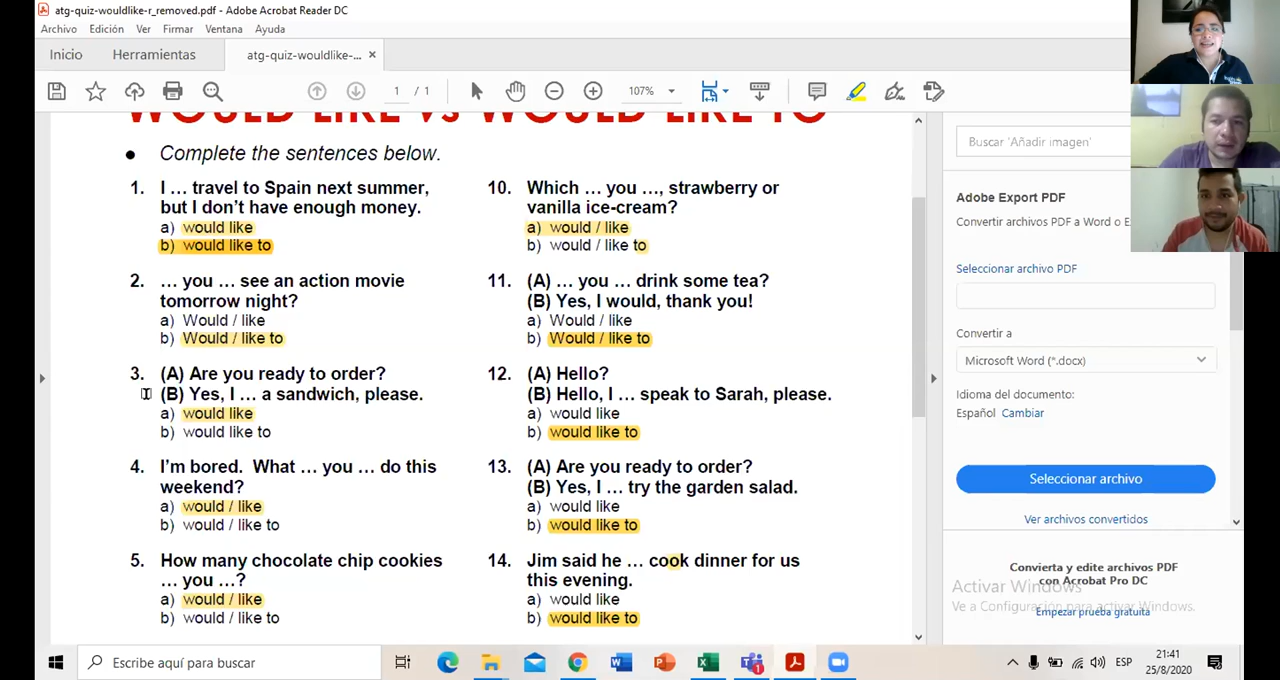 atg-quiz-wouldlike-r_removed.pdf - Adobe Acrobat Reader DC
Archivo Edición Ver Firmar Ventana Ayuda
Inicio Herramientas atg-quiz-wouldlike-... ×
1 / 1 107%
WOULD LIKE vs WOULD LIKE TO
● Complete the sentences below.
1. I … travel to Spain next summer,
but I don't have enough money.
a) would like
b) would like to
2. … you … see an action movie
tomorrow night?
a) Would / like
b) Would / like to
3. (A) Are you ready to order?
(B) Yes, I … a sandwich, please.
a) would like
b) would like to
4. I'm bored. What … you … do this
weekend?
a) would / like
b) would / like to
5. How many chocolate chip cookies
… you …?
a) would / like
b) would / like to
10. Which … you …, strawberry or
vanilla ice-cream?
a) would / like
b) would / like to
11. (A) … you … drink some tea?
(B) Yes, I would, thank you!
a) Would / like
b) Would / like to
12. (A) Hello?
(B) Hello, I … speak to Sarah, please.
a) would like
b) would like to
13. (A) Are you ready to order?
(B) Yes, I … try the garden salad.
a) would like
b) would like to
14. Jim said he … cook dinner for us
this evening.
a) would like
b) would like to
Buscar 'Añadir imagen'
Adobe Export PDF
Convertir archivos PDF a Word o E
Seleccionar archivo PDF
Convertir a
Microsoft Word (*.docx)
Idioma del documento:
Español Cambiar
Seleccionar archivo
Ver archivos convertidos
Convierta y edite archivos PDF
con Acrobat Pro DC
Activar Windows
Ve a Configuración para activar Windows.
Empezar prueba gratuita
Escribe aquí para buscar
ESP
21:41
25/8/2020